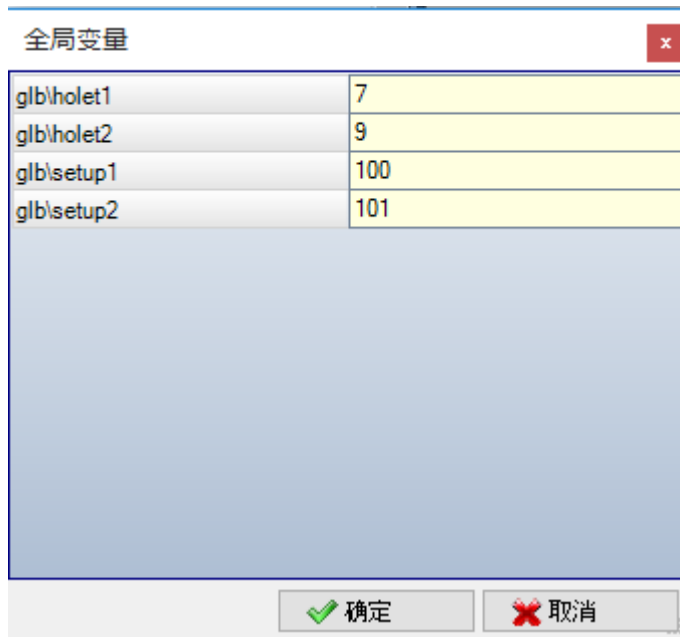 全局变量
x
glb\holet1 7
glb\holet2 9
glb\setup1 100
glb\setup2 101
确定 取消